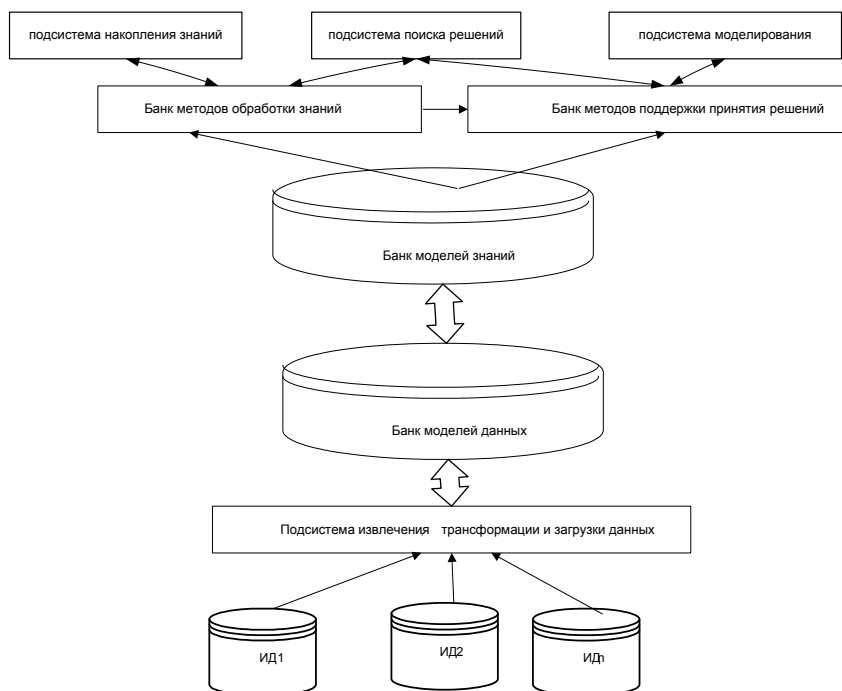 подсистема накопления знаний
подсистема поиска решений
подсистема моделирования
Банк методов обработки знаний
Банк методов поддержки принятия решений
Банк моделей знаний
Банк моделей данных
Подсистема извлечения, трансформации и загрузки данных
ИД1
ИД2
ИДn